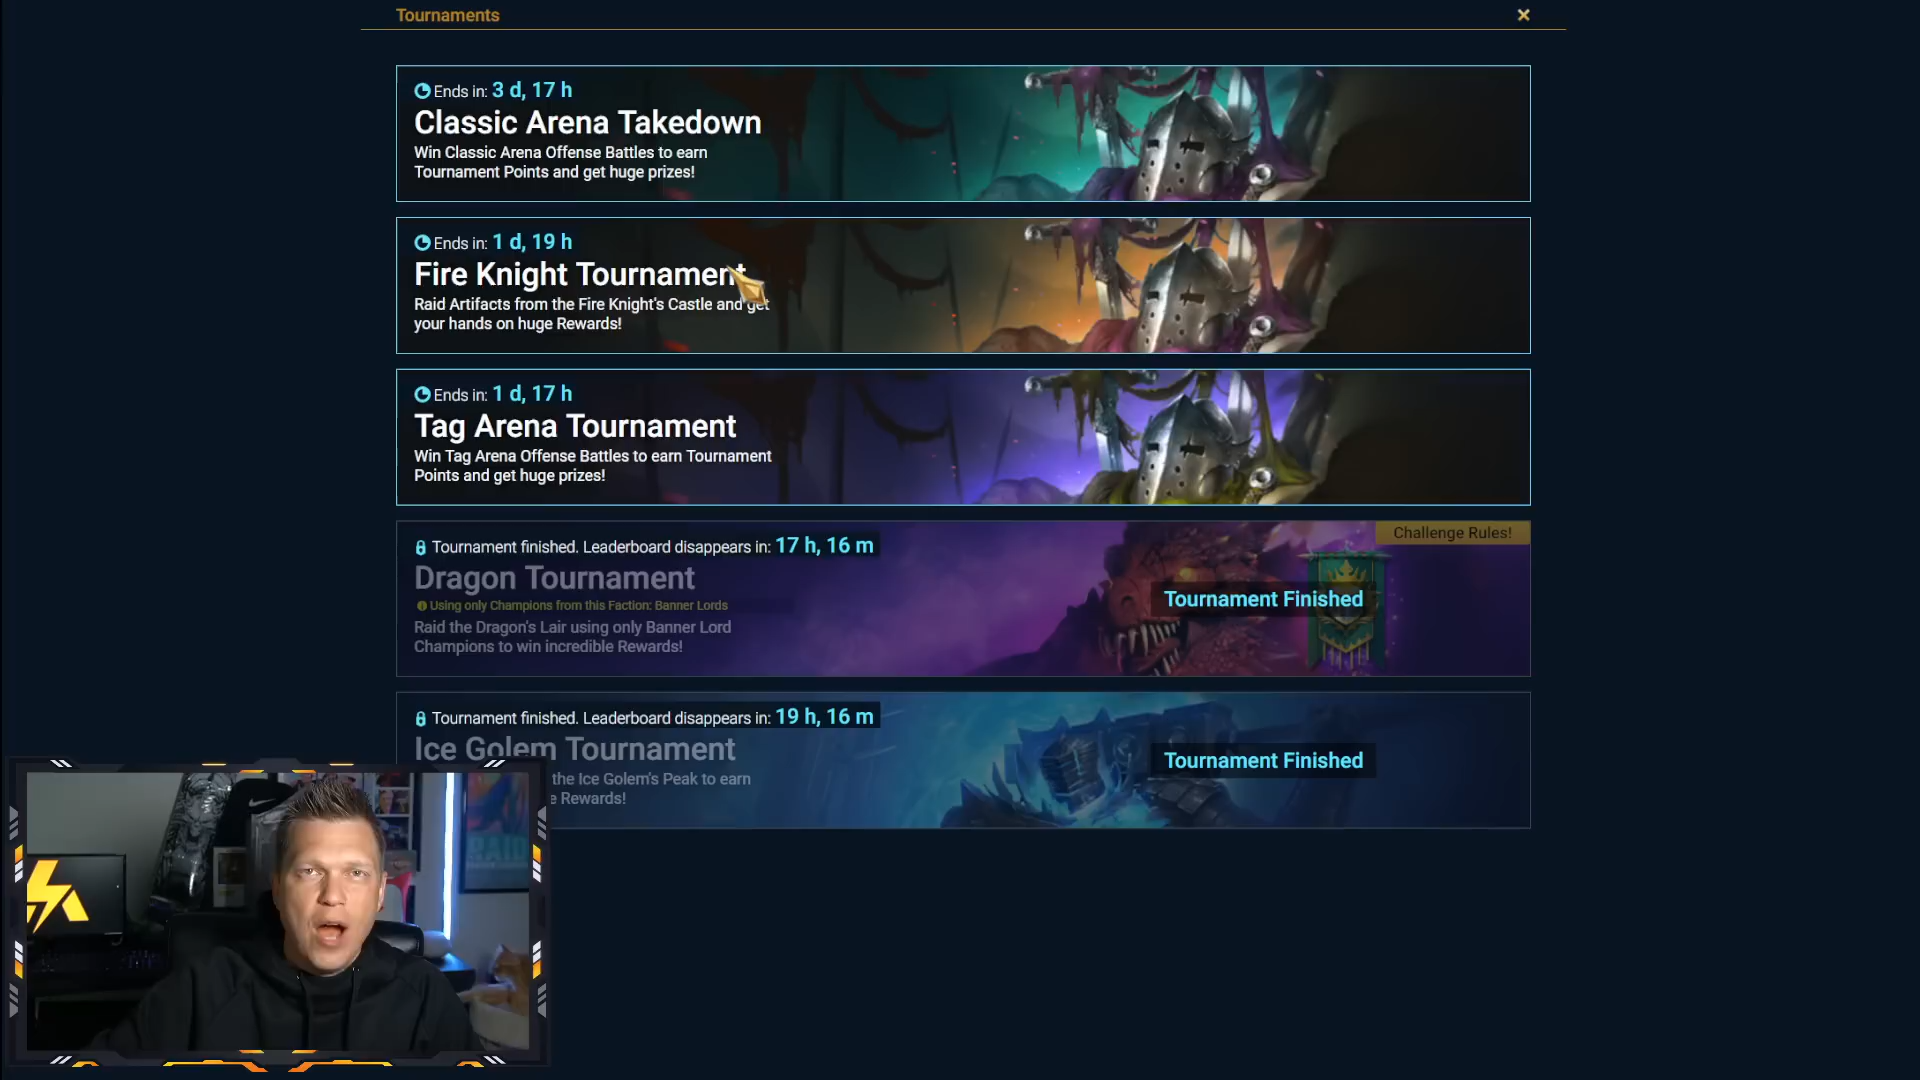 Tournaments
Ends in: 3 d, 17 h
Classic Arena Takedown
Win Classic Arena Offense Battles to earn
Tournament Points and get huge prizes!
Ends in: 1 d, 19 h
Fire Knight Tournament
Raid Artifacts from the Fire Knight's Castle and get
your hands on huge Rewards!
Ends in: 1 d, 17 h
Tag Arena Tournament
Win Tag Arena Offense Battles to earn Tournament
Points and get huge prizes!
Challenge Rules!
Tournament finished. Leaderboard disappears in: 17 h, 16 m
Dragon Tournament
Using only Champions from this Faction: Banner Lords
Raid the Dragon's Lair using only Banner Lord
Champions to win incredible Rewards!
Tournament Finished
Tournament finished. Leaderboard disappears in: 19 h, 16 m
Ice Golem Tournament
the Ice Golem's Peak to earn
Rewards!
Tournament Finished